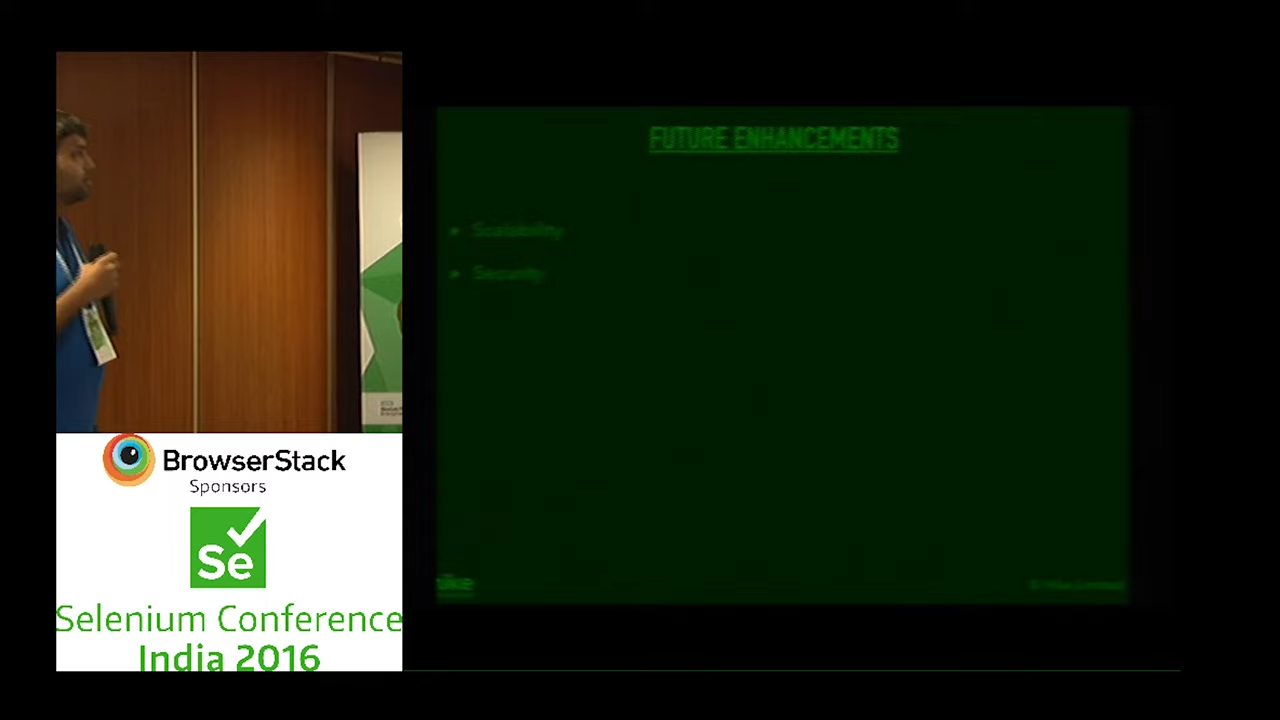 FUTURE ENHANCEMENTS
Scalability
Security
BrowserStack
Sponsors
Se
Selenium Conference
India 2016